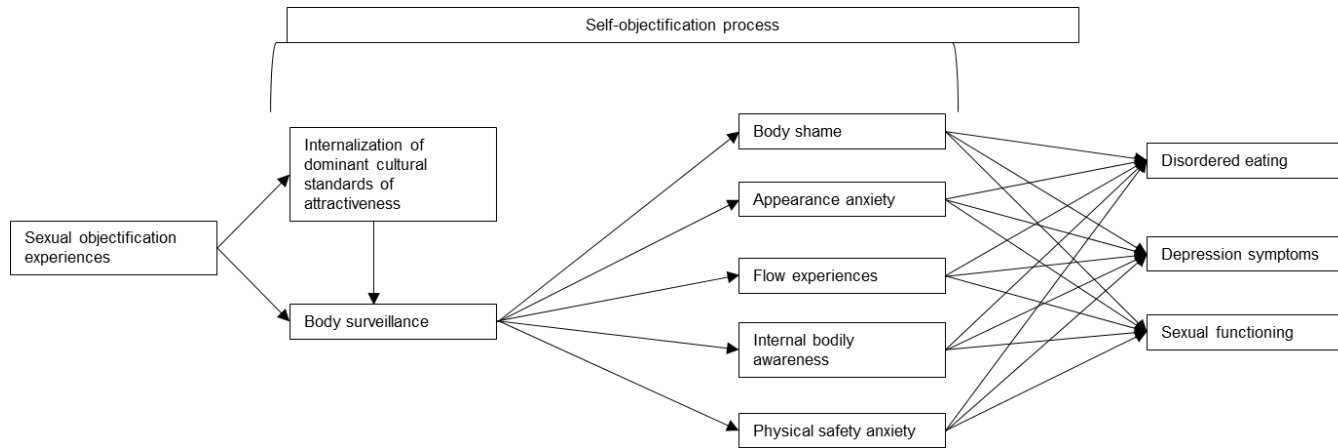 Self-objectification process
Internalization of
dominant cultural
standards of
attractiveness
Sexual objectification
experiences
Body surveillance
Body shame
Appearance anxiety
Flow experiences
Internal bodily
awareness
Physical safety anxiety
Disordered eating
Depression symptoms
Sexual functioning